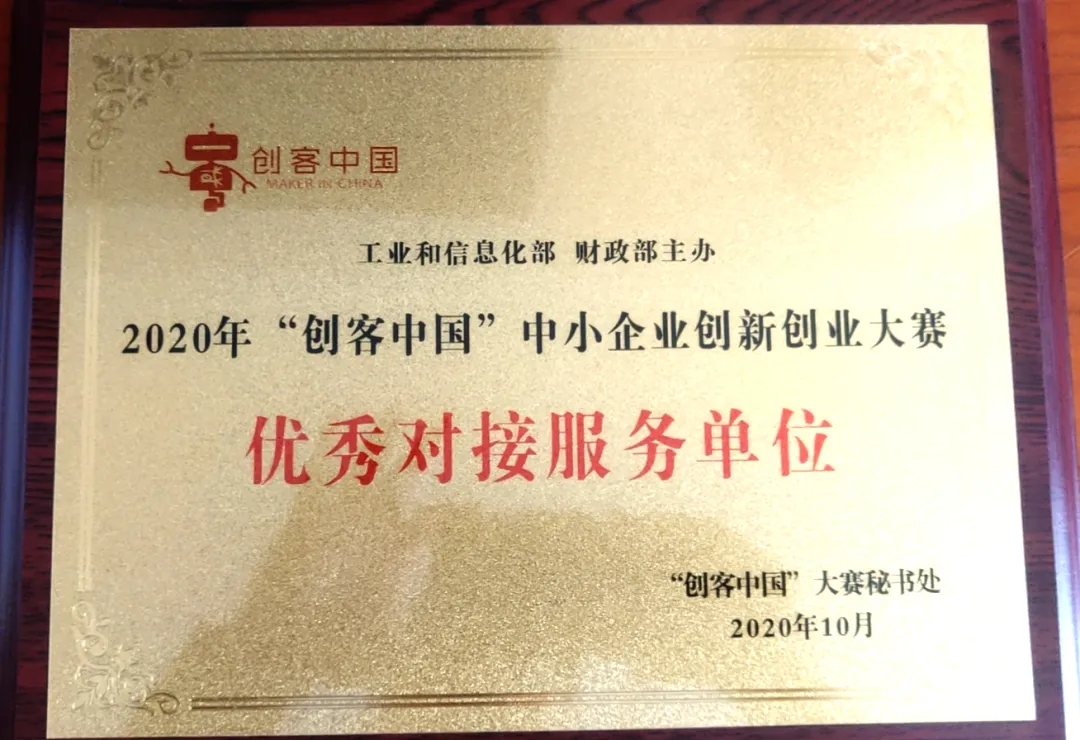 创客中国
MAKER IN CHINA
工业和信息化部 财政部主办
2020年“创客中国”中小企业创新创业大赛
优秀对接服务单位
“创客中国”大赛秘书处
2020年10月